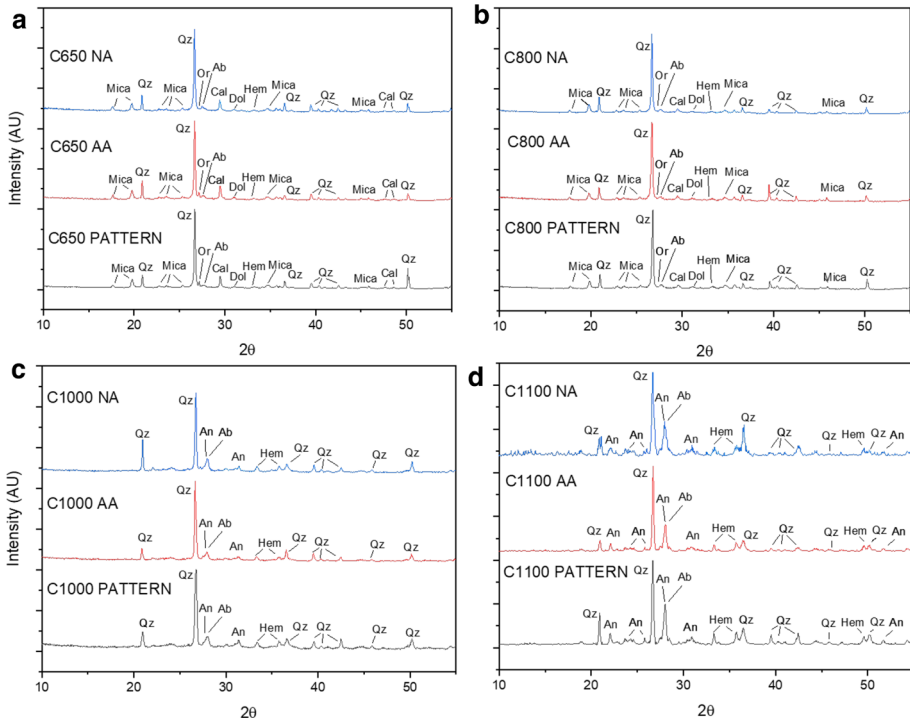 a
Intensity (AU)
C650 NA
Mica Qz Mica Qz Or Ab Cal Dol Hem Mica Qz Qz Mica Cal Qz
C650 AA
Mica Qz Mica Qz Or Ab Cal Dol Hem Mica Qz Qz Mica Cal Qz
C650 PATTERN
Mica Qz Mica Qz Or Ab Cal Dol Hem Mica Qz Qz Mica Cal Qz
10 20 30 40 50
2θ
b
C800 NA
Mica Qz Mica Qz Or Ab Cal Dol Hem Mica Qz Qz Mica Qz
C800 AA
Mica Qz Mica Qz Or Ab Cal Dol Hem Mica Qz Qz Mica Qz
C800 PATTERN
Mica Qz Mica Qz Or Ab Cal Dol Hem Mica Qz Qz Mica Qz
10 20 30 40 50
2θ
c
Intensity (AU)
C1000 NA
Qz Qz An Ab An Hem Qz Qz Qz Qz
C1000 AA
Qz Qz An Ab An Hem Qz Qz Qz Qz
C1000 PATTERN
Qz Qz An Ab An Hem Qz Qz Qz Qz
10 20 30 40 50
2θ
d
C1100 NA
Qz An An Qz An Ab An Hem Qz Qz Qz Hem Qz An
C1100 AA
Qz An An Qz An Ab An Hem Qz Qz Qz Hem Qz An
C1100 PATTERN
Qz An An Qz An Ab An Hem Qz Qz Qz Hem Qz An
10 20 30 40 50
2θ